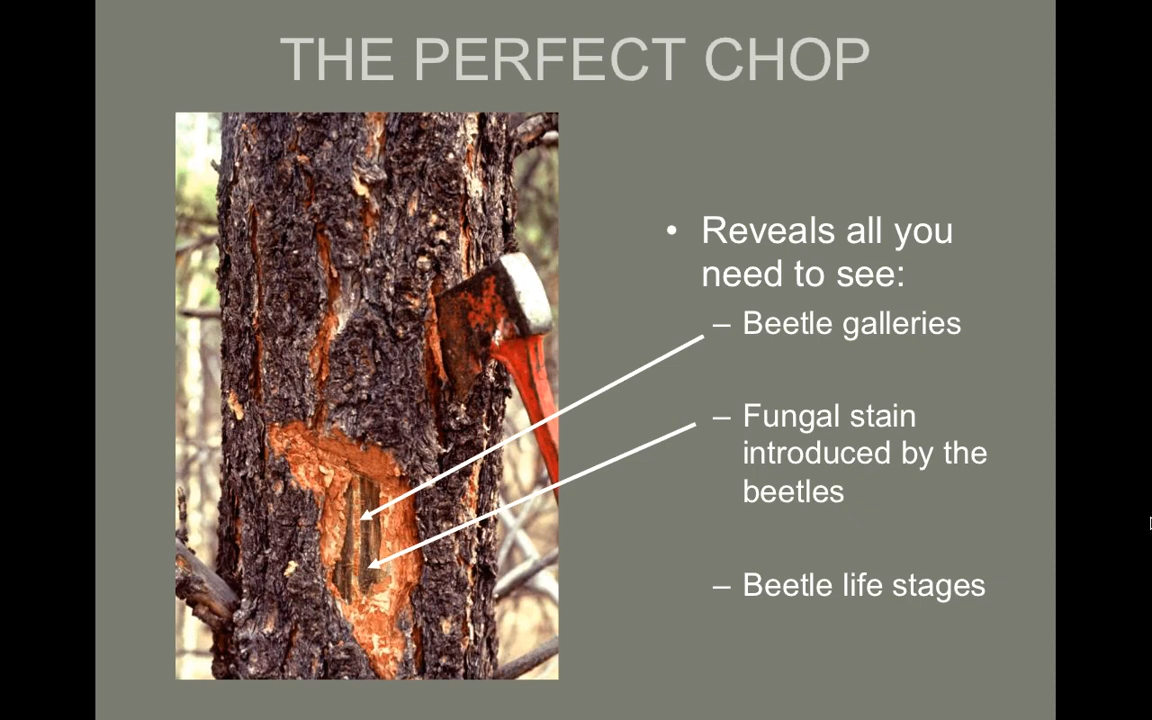 THE PERFECT CHOP
• Reveals all you
need to see:
– Beetle galleries
– Fungal stain
introduced by the
beetles
– Beetle life stages